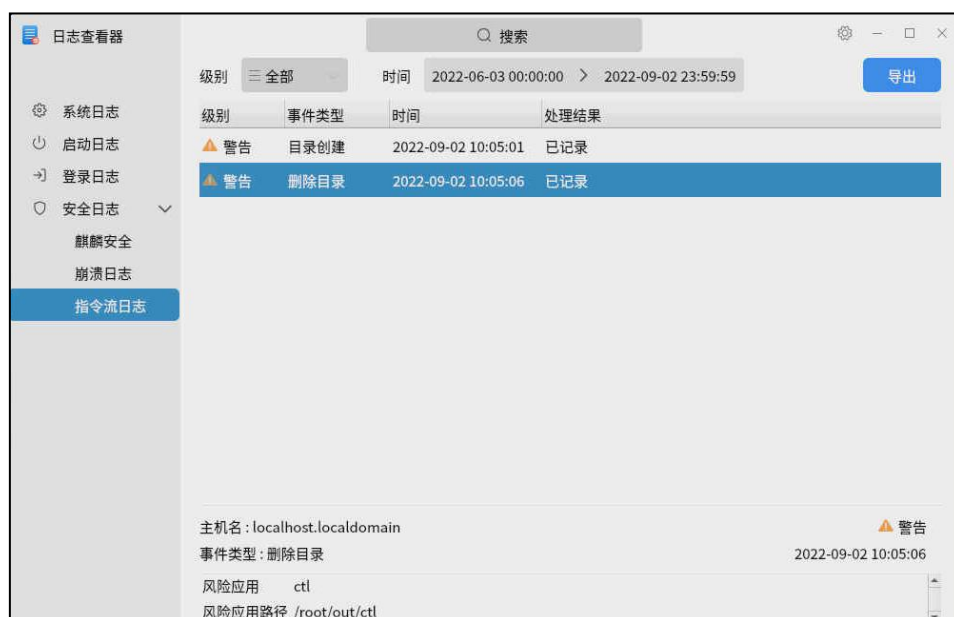 日志查看器 搜索
级别 全部 时间 2022-06-03 00:00:00 > 2022-09-02 23:59:59 导出
系统日志
启动日志
登录日志
安全日志
麒麟安全
崩溃日志
指令流日志
级别 事件类型 时间 处理结果
警告 目录创建 2022-09-02 10:05:01 已记录
警告 删除目录 2022-09-02 10:05:06 已记录
主机名 : localhost.localdomain 警告
事件类型 : 删除目录 2022-09-02 10:05:06
风险应用 ctl
风险应用路径 /root/out/ctl